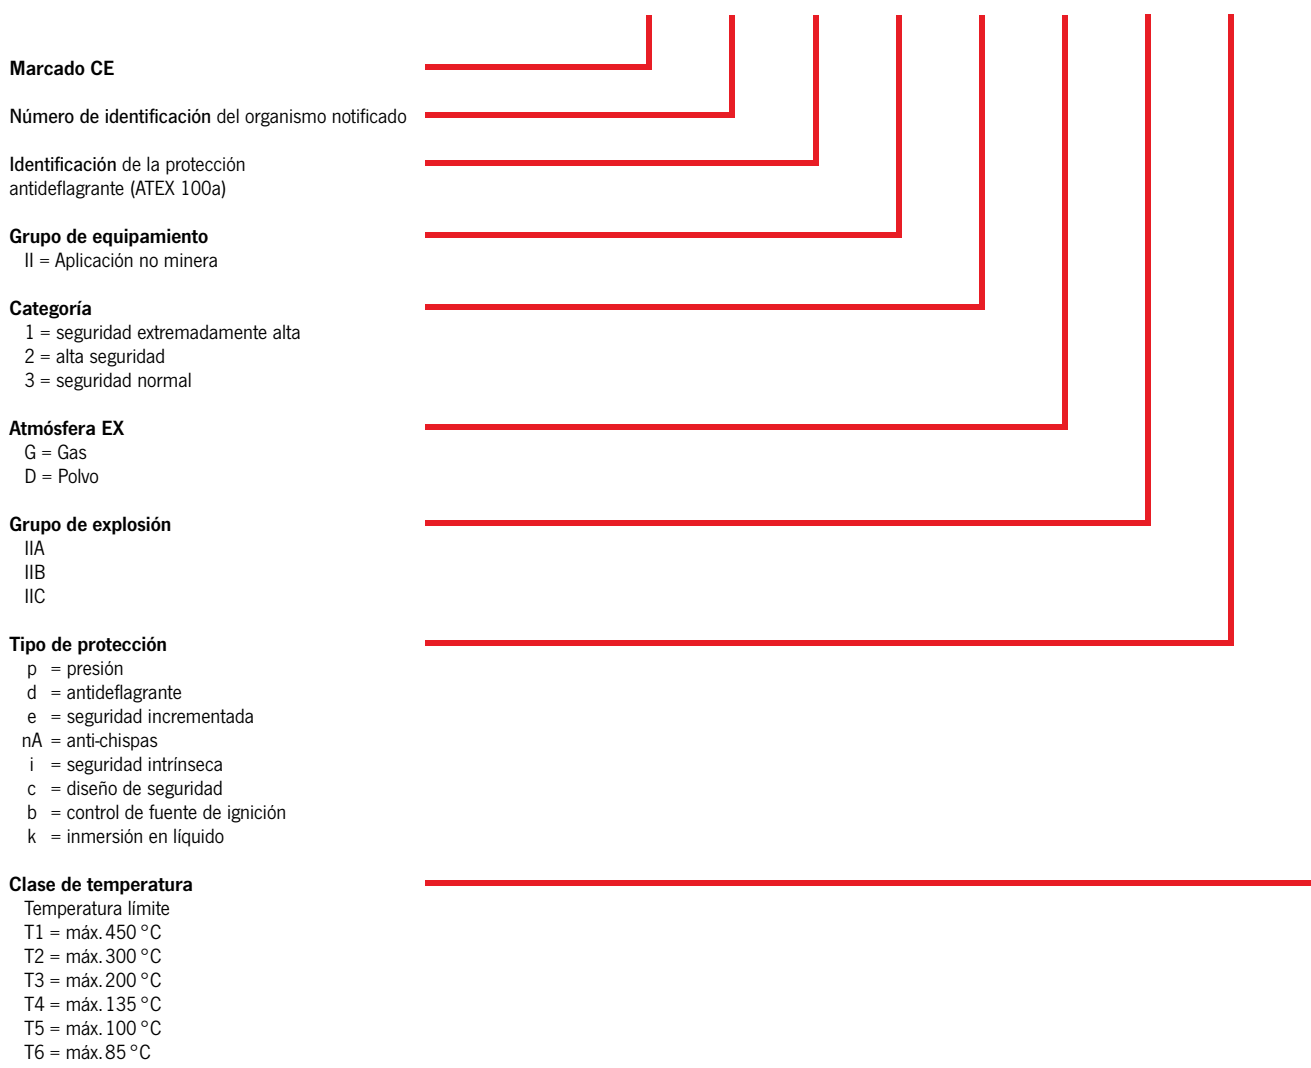 Marcado CE
Número de identificación del organismo notificado
Identificación de la protección
antideflagrante (ATEX 100a)
Grupo de equipamiento
II = Aplicación no minera
Categoría
1 = seguridad extremadamente alta
2 = alta seguridad
3 = seguridad normal
Atmósfera EX
G = Gas
D = Polvo
Grupo de explosión
IIA
IIB
IIC
Tipo de protección
p = presión
d = antideflagrante
e = seguridad incrementada
nA = anti-chispas
i = seguridad intrínseca
c = diseño de seguridad
b = control de fuente de ignición
k = inmersión en líquido
Clase de temperatura
Temperatura límite
T1 = máx. 450 °C
T2 = máx. 300 °C
T3 = máx. 200 °C
T4 = máx. 135 °C
T5 = máx. 100 °C
T6 = máx. 85 °C